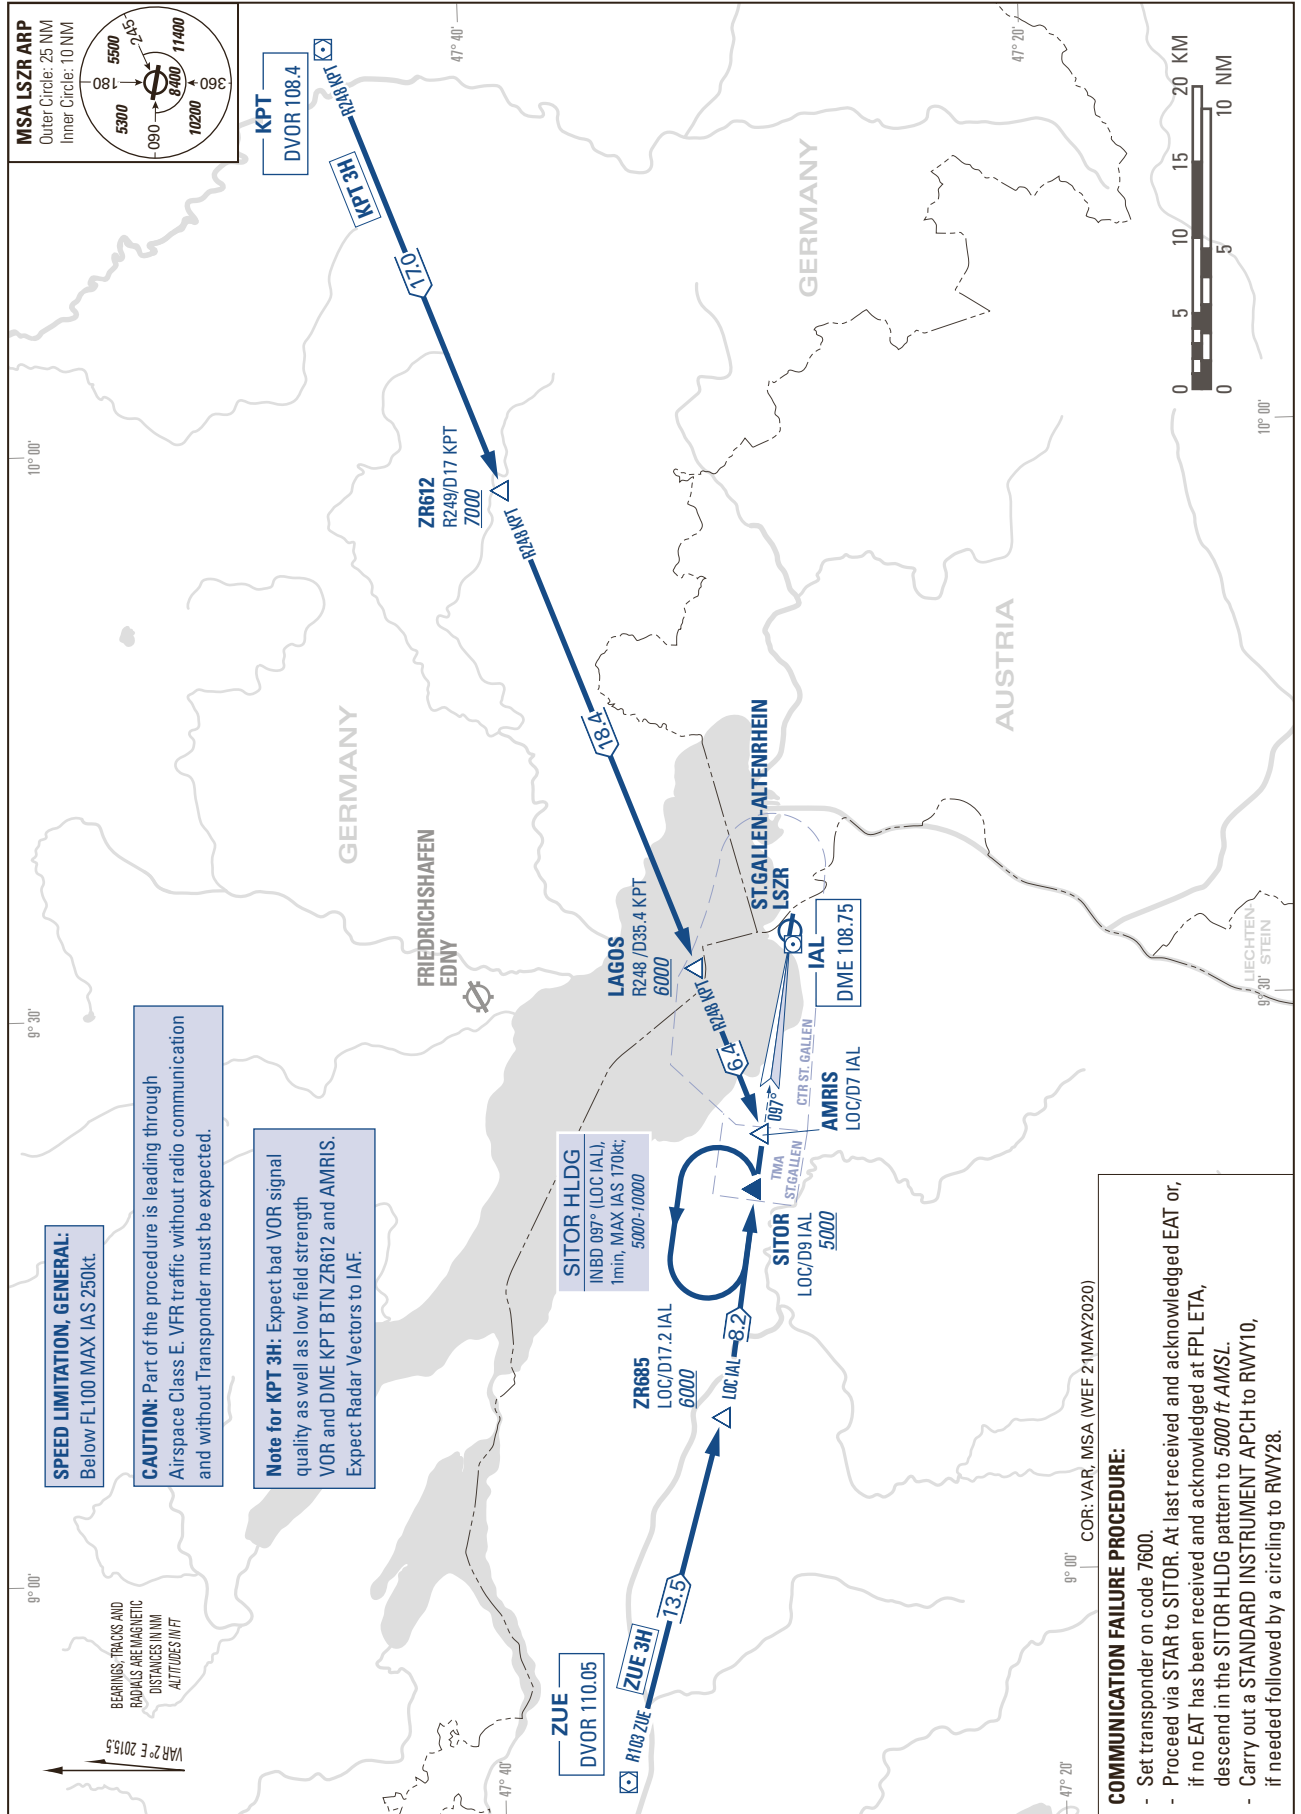 MSA LSZR ARP
Outer Circle: 25 NM
Inner Circle: 10 NM
180
245
5500
5300
11400
8400
090
10200
360
VAR 2° E 2015.5
BEARINGS, TRACKS AND
RADIALS ARE MAGNETIC
DISTANCES IN NM
ALTITUDES IN FT
SPEED LIMITATION, GENERAL:
Below FL100 MAX IAS 250kt.
CAUTION: Part of the procedure is leading through
Airspace Class E. VFR traffic without radio communication
and without Transponder must be expected.
Note for KPT 3H: Expect bad VOR signal
quality as well as low field strength
VOR and DME KPT BTN ZR612 and AMRIS.
Expect Radar Vectors to IAF.
9° 00'
9° 30'
10° 00'
47° 40'
47° 20'
KPT
DVOR 108.4
R248 KPT
KPT 3H
17.0
ZR612
R249/D17 KPT
7000
R248 KPT
18.4
GERMANY
FRIEDRICHSHAFEN
EDNY
LAGOS
R248 /D35.4 KPT
6000
R248 KPT
6.4
ST.GALLEN-ALTENRHEIN
LSZR
IAL
DME 108.75
097°
CTR ST. GALLEN
AMRIS
LOC/D7 IAL
TMA
ST.GALLEN
SITOR HLDG
INBD 097° (LOC IAL),
1min, MAX IAS 170kt;
5000-10000
SITOR
LOC/D9 IAL
5000
8.2
LOC IAL
ZR685
LOC/D17.2 IAL
6000
13.5
ZUE 3H
R103 ZUE
ZUE
DVOR 110.05
GERMANY
AUSTRIA
LIECHTEN-
STEIN
47° 40'
47° 20'
9° 00'
9° 30'
10° 00'
0 5 10 15 20 KM
0 5 10 NM
COR: VAR, MSA (WEF 21MAY2020)
COMMUNICATION FAILURE PROCEDURE:
- Set transponder on code 7600.
- Proceed via STAR to SITOR. At last received and acknowledged EAT or,
if no EAT has been received and acknowledged at FPL ETA,
descend in the SITOR HLDG pattern to 5000 ft AMSL.
- Carry out a STANDARD INSTRUMENT APCH to RWY10,
if needed followed by a circling to RWY28.